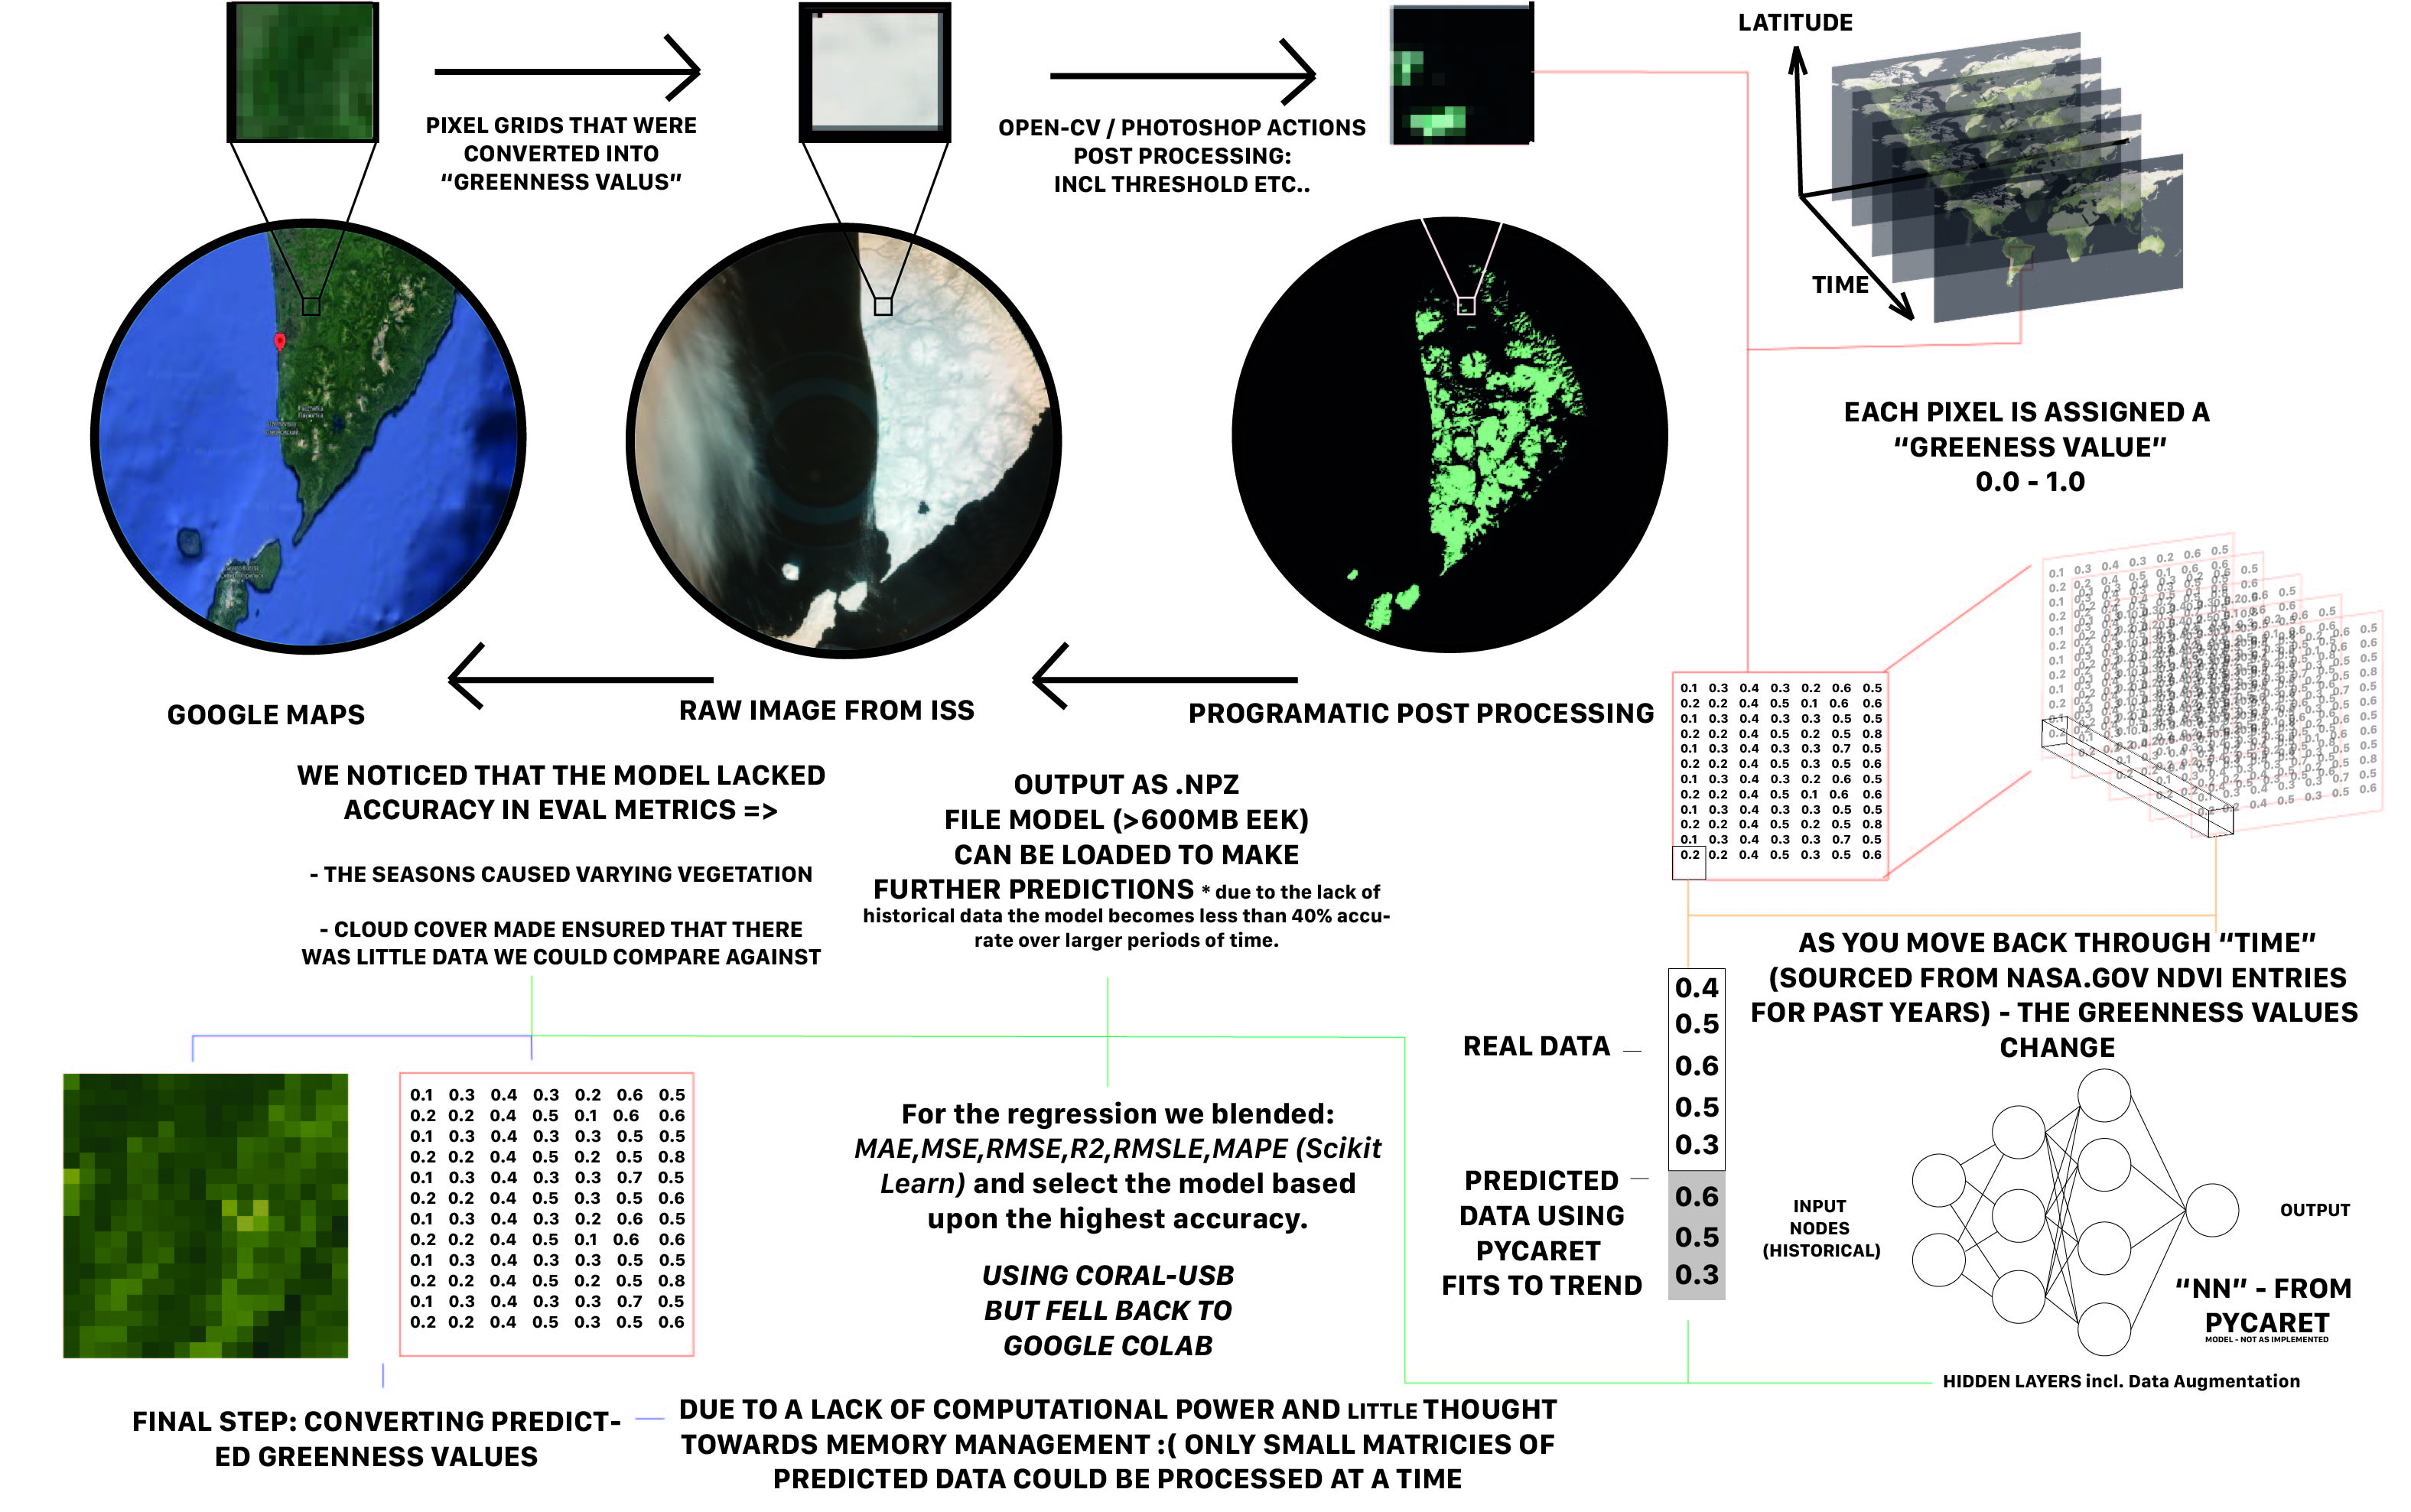 PIXEL GRIDS THAT WERE
CONVERTED INTO
“GREENNESS VALUS”
OPEN-CV / PHOTOSHOP ACTIONS
POST PROCESSING:
INCL THRESHOLD ETC..
LATITUDE
TIME
EACH PIXEL IS ASSIGNED A
“GREENESS VALUE”
0.0 - 1.0
GOOGLE MAPS
RAW IMAGE FROM ISS
PROGRAMATIC POST PROCESSING
WE NOTICED THAT THE MODEL LACKED
ACCURACY IN EVAL METRICS =>
- THE SEASONS CAUSED VARYING VEGETATION
- CLOUD COVER MADE ENSURED THAT THERE
WAS LITTLE DATA WE COULD COMPARE AGAINST
OUTPUT AS .NPZ
FILE MODEL (>600MB EEK)
CAN BE LOADED TO MAKE
FURTHER PREDICTIONS * due to the lack of
historical data the model becomes less than 40% accu-
rate over larger periods of time.
0.1 0.3 0.4 0.3 0.2 0.6 0.5
0.2 0.2 0.4 0.5 0.1 0.6 0.6
0.1 0.3 0.4 0.3 0.3 0.5 0.5
0.2 0.2 0.4 0.5 0.2 0.5 0.8
0.1 0.3 0.4 0.3 0.3 0.7 0.5
0.2 0.2 0.4 0.5 0.3 0.5 0.6
0.1 0.3 0.4 0.3 0.2 0.6 0.5
0.2 0.2 0.4 0.5 0.1 0.6 0.6
0.1 0.3 0.4 0.3 0.3 0.5 0.5
0.2 0.2 0.4 0.5 0.2 0.5 0.8
0.1 0.3 0.4 0.3 0.3 0.7 0.5
0.2 0.2 0.4 0.5 0.3 0.5 0.6
AS YOU MOVE BACK THROUGH “TIME”
(SOURCED FROM NASA.GOV NDVI ENTRIES
FOR PAST YEARS) - THE GREENNESS VALUES
CHANGE
REAL DATA
0.4
0.5
0.6
0.5
0.3
PREDICTED
DATA USING
PYCARET
FITS TO TREND
0.6
0.5
0.3
INPUT
NODES
(HISTORICAL)
OUTPUT
“NN” - FROM
PYCARET
MODEL - NOT AS IMPLEMENTED
HIDDEN LAYERS incl. Data Augmentation
0.1 0.3 0.4 0.3 0.2 0.6 0.5
0.2 0.2 0.4 0.5 0.1 0.6 0.6
0.1 0.3 0.4 0.3 0.3 0.5 0.5
0.2 0.2 0.4 0.5 0.2 0.5 0.8
0.1 0.3 0.4 0.3 0.3 0.7 0.5
0.2 0.2 0.4 0.5 0.3 0.5 0.6
0.1 0.3 0.4 0.3 0.2 0.6 0.5
0.2 0.2 0.4 0.5 0.1 0.6 0.6
0.1 0.3 0.4 0.3 0.3 0.5 0.5
0.2 0.2 0.4 0.5 0.2 0.5 0.8
0.1 0.3 0.4 0.3 0.3 0.7 0.5
0.2 0.2 0.4 0.5 0.3 0.5 0.6
For the regression we blended:
MAE,MSE,RMSE,R2,RMSLE,MAPE (Scikit
Learn) and select the model based
upon the highest accuracy.
USING CORAL-USB
BUT FELL BACK TO
GOOGLE COLAB
FINAL STEP: CONVERTING PREDICT-
ED GREENNESS VALUES
DUE TO A LACK OF COMPUTATIONAL POWER AND LITTLE THOUGHT
TOWARDS MEMORY MANAGEMENT :( ONLY SMALL MATRICIES OF
PREDICTED DATA COULD BE PROCESSED AT A TIME